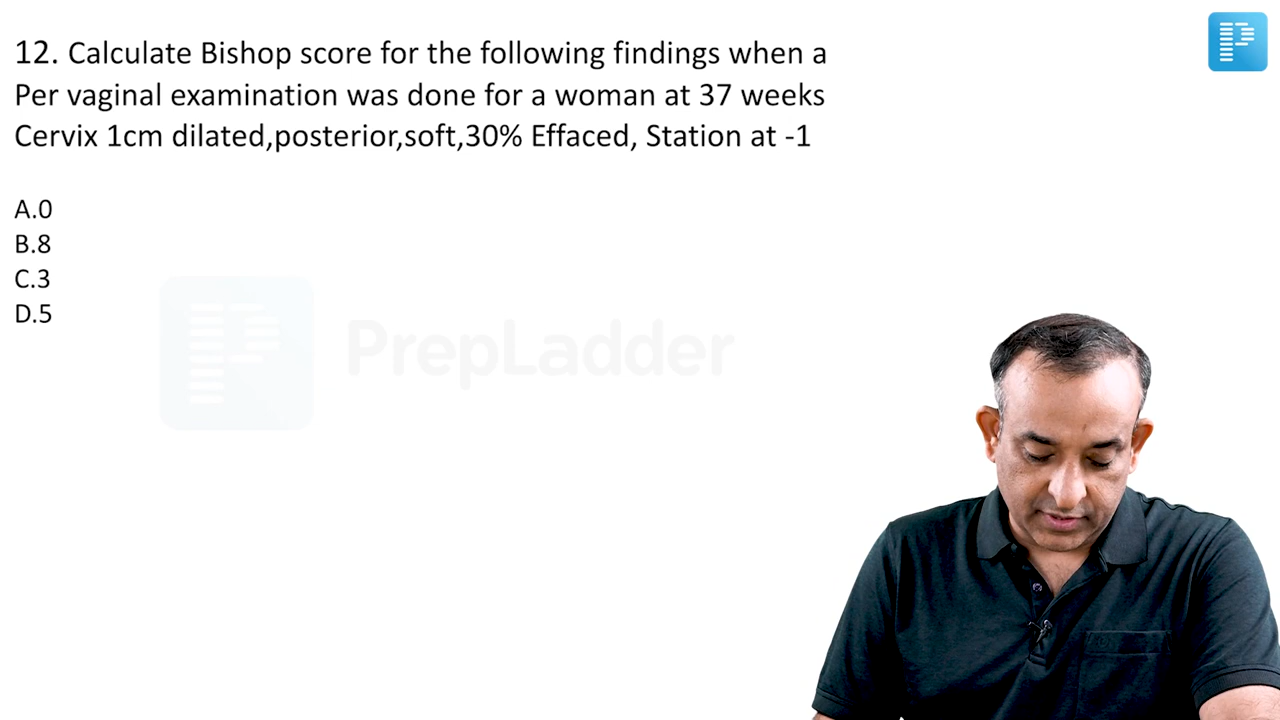 12. Calculate Bishop score for the following findings when a
Per vaginal examination was done for a woman at 37 weeks
Cervix 1cm dilated,posterior,soft,30% Effaced, Station at -1
A.0
B.8
C.3
D.5
PrepLadder